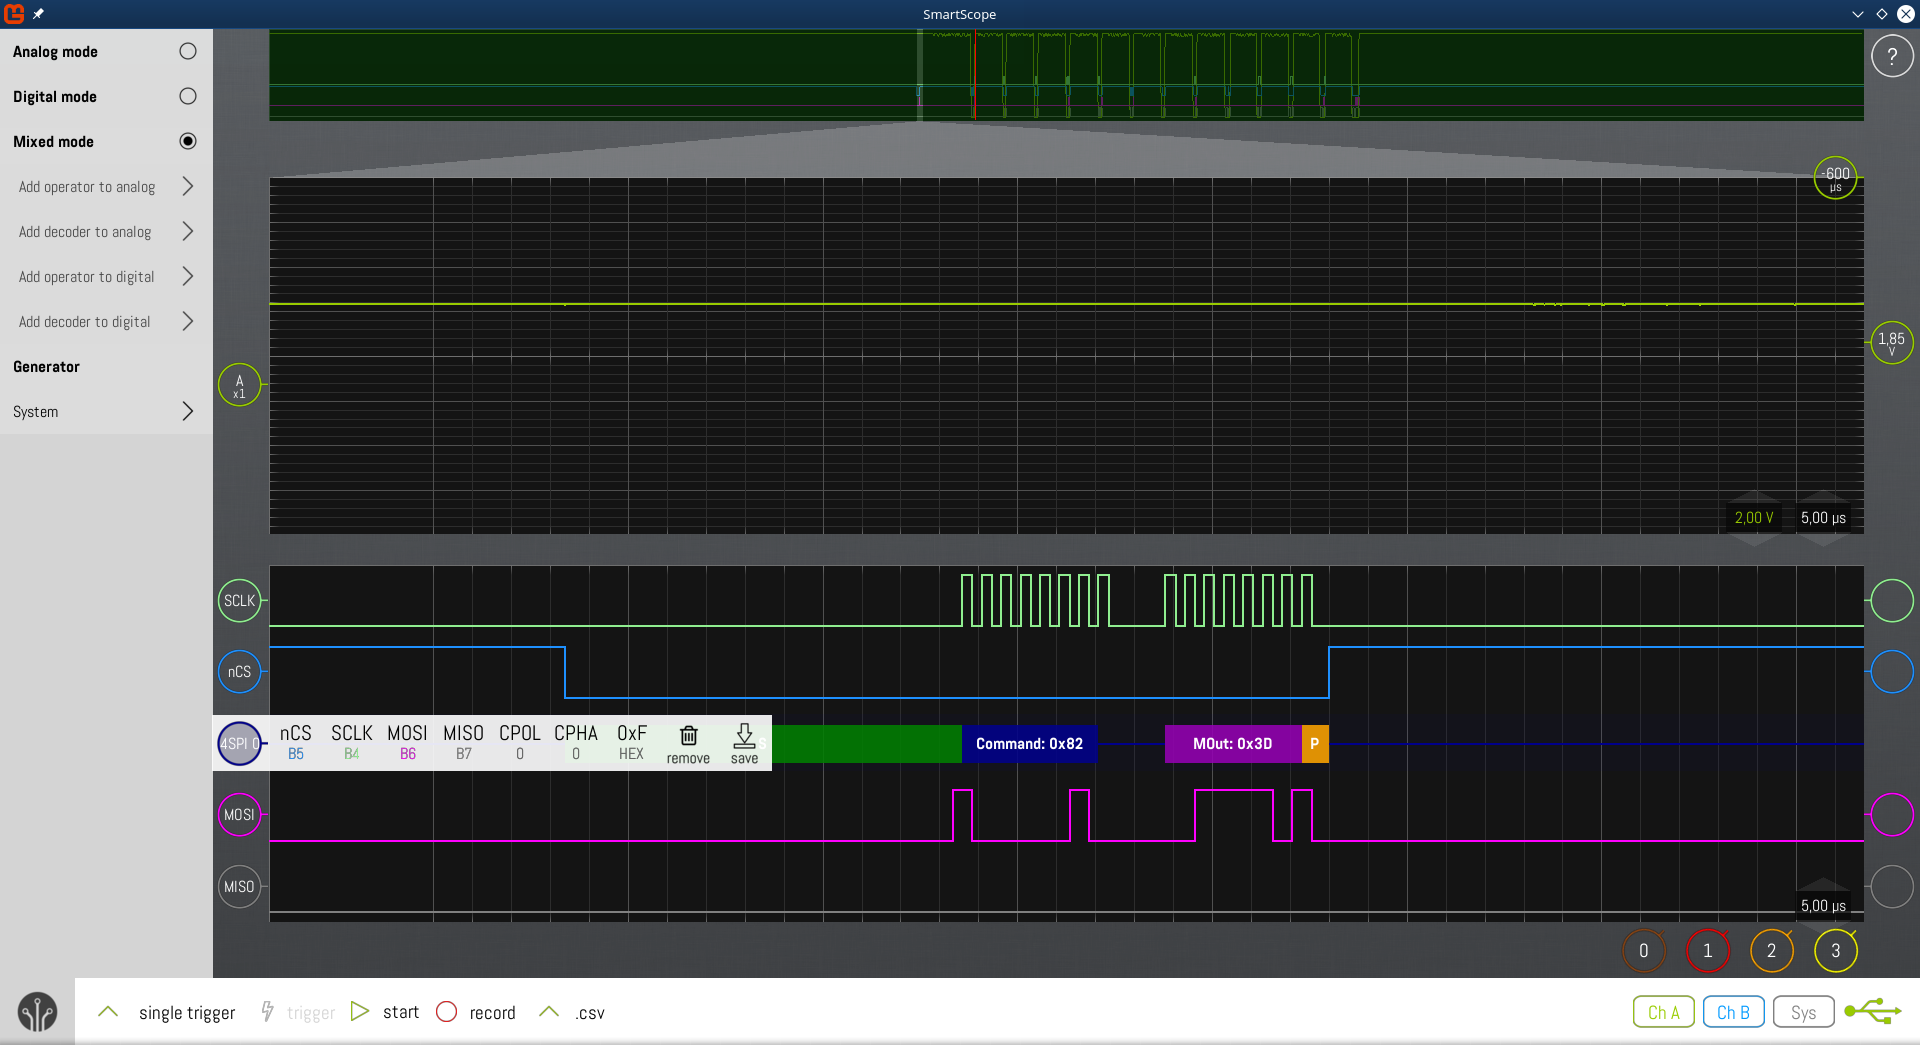 SmartScope
Analog mode
Digital mode
Mixed mode
Add operator to analog
Add decoder to analog
Add operator to digital
Add decoder to digital
Generator
System
?
-600
µs
A
x1
1,85
V
2,00 V
5,00 µs
SCLK
nCS
4SPI 0
nCS SCLK MOSI MISO CPOL CPHA 0xF
B5 B4 B6 B7 0 0 HEX remove save
S
Command: 0x82
MOut: 0x3D
P
MOSI
MISO
5,00 µs
0 1 2 3
single trigger trigger start record .csv
Ch A Ch B Sys